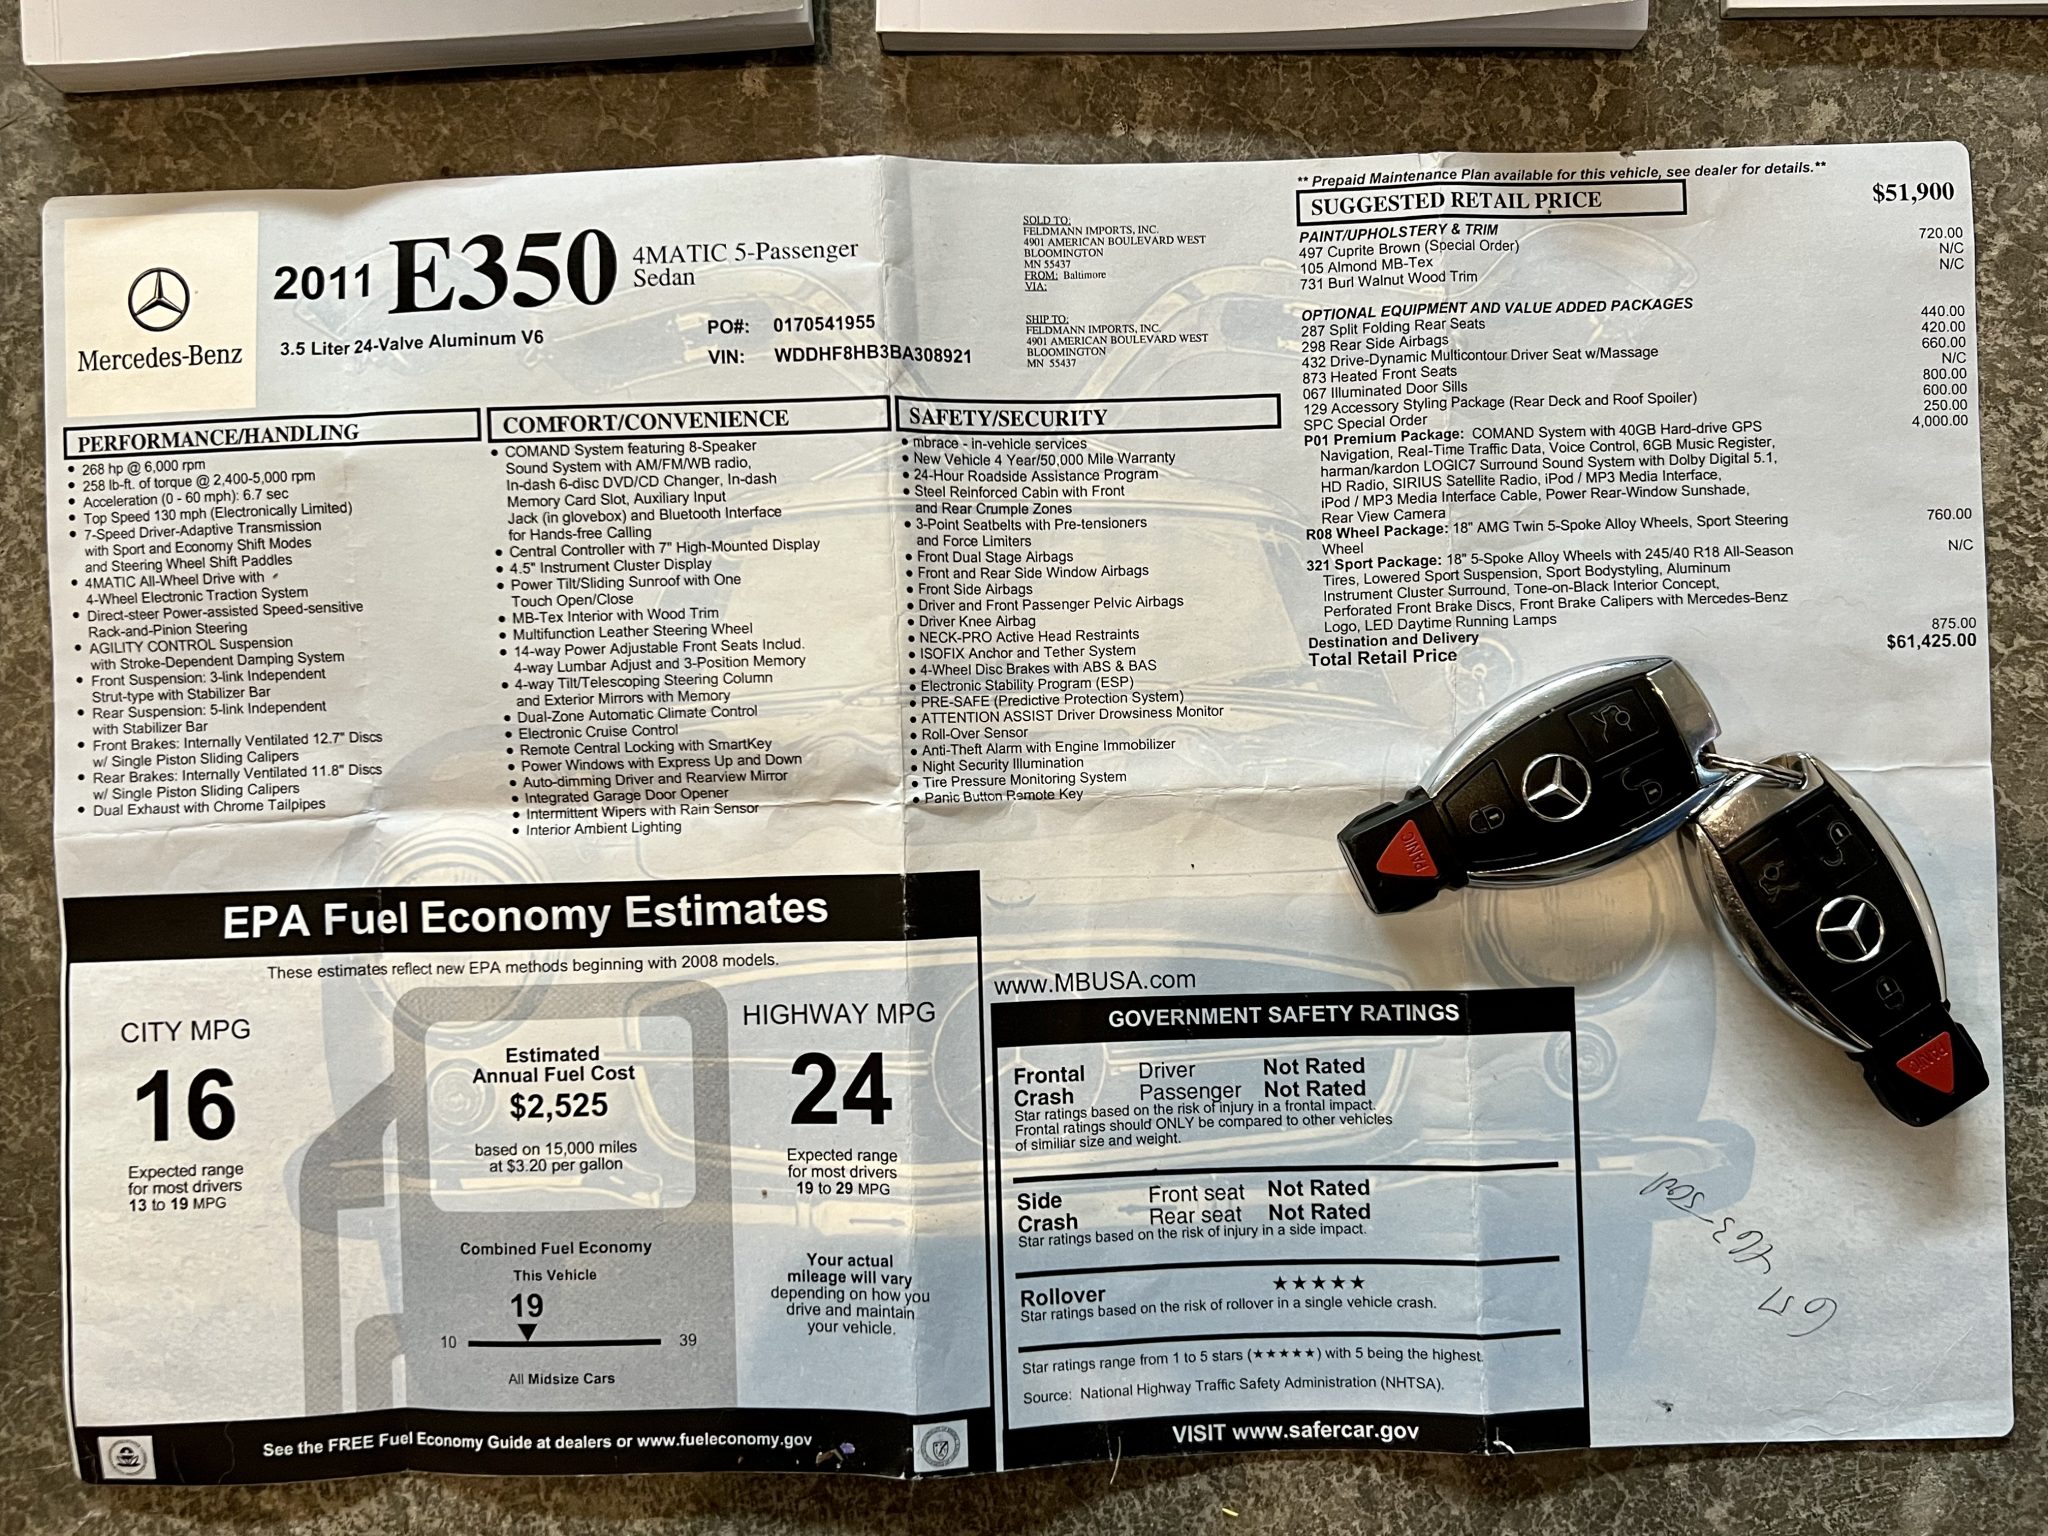 Mercedes-Benz
2011 E350 4MATIC 5-Passenger
Sedan
3.5 Liter 24-Valve Aluminum V6
PO#: 0170541955
VIN: WDDHF8HB3BA308921
SOLD TO:
FELDMANN IMPORTS, INC.
4901 AMERICAN BOULEVARD WEST
BLOOMINGTON
MN 55437
FROM: Baltimore
VIA:
SHIP TO:
FELDMANN IMPORTS, INC.
4901 AMERICAN BOULEVARD WEST
BLOOMINGTON
MN 55437
PERFORMANCE/HANDLING
• 268 hp @ 6,000 rpm
• 258 lb-ft. of torque @ 2,400-5,000 rpm
• Acceleration (0 - 60 mph): 6.7 sec
• Top Speed 130 mph (Electronically Limited)
• 7-Speed Driver-Adaptive Transmission
with Sport and Economy Shift Modes
and Steering Wheel Shift Paddles
• 4MATIC All-Wheel Drive with
4-Wheel Electronic Traction System
• Direct-steer Power-assisted Speed-sensitive
Rack-and-Pinion Steering
• AGILITY CONTROL Suspension
with Stroke-Dependent Damping System
• Front Suspension: 3-link Independent
Strut-type with Stabilizer Bar
• Rear Suspension: 5-link Independent
with Stabilizer Bar
• Front Brakes: Internally Ventilated 12.7" Discs
w/ Single Piston Sliding Calipers
• Rear Brakes: Internally Ventilated 11.8" Discs
w/ Single Piston Sliding Calipers
• Dual Exhaust with Chrome Tailpipes
COMFORT/CONVENIENCE
• COMAND System featuring 8-Speaker
Sound System with AM/FM/WB radio,
In-dash 6-disc DVD/CD Changer, In-dash
Memory Card Slot, Auxiliary Input
Jack (in glovebox) and Bluetooth Interface
for Hands-free Calling
• Central Controller with 7" High-Mounted Display
• 4.5" Instrument Cluster Display
• Power Tilt/Sliding Sunroof with One
Touch Open/Close
• MB-Tex Interior with Wood Trim
• Multifunction Leather Steering Wheel
• 14-way Power Adjustable Front Seats Includ.
4-way Lumbar Adjust and 3-Position Memory
• 4-way Tilt/Telescoping Steering Column
and Exterior Mirrors with Memory
• Dual-Zone Automatic Climate Control
• Electronic Cruise Control
• Remote Central Locking with SmartKey
• Power Windows with Express Up and Down
• Auto-dimming Driver and Rearview Mirror
• Integrated Garage Door Opener
• Intermittent Wipers with Rain Sensor
• Interior Ambient Lighting
SAFETY/SECURITY
• mbrace - in-vehicle services
• New Vehicle 4 Year/50,000 Mile Warranty
• 24-Hour Roadside Assistance Program
• Steel Reinforced Cabin with Front
and Rear Crumple Zones
• 3-Point Seatbelts with Pre-tensioners
and Force Limiters
• Front Dual Stage Airbags
• Front and Rear Side Window Airbags
• Front Side Airbags
• Driver and Front Passenger Pelvic Airbags
• Driver Knee Airbag
• NECK-PRO Active Head Restraints
• ISOFIX Anchor and Tether System
• 4-Wheel Disc Brakes with ABS & BAS
• Electronic Stability Program (ESP)
• PRE-SAFE (Predictive Protection System)
• ATTENTION ASSIST Driver Drowsiness Monitor
• Roll-Over Sensor
• Anti-Theft Alarm with Engine Immobilizer
• Night Security Illumination
• Tire Pressure Monitoring System
• Panic Button Remote Key
** Prepaid Maintenance Plan available for this vehicle, see dealer for details.**
SUGGESTED RETAIL PRICE $51,900
PAINT/UPHOLSTERY & TRIM
497 Cuprite Brown (Special Order) 720.00
105 Almond MB-Tex N/C
731 Burl Walnut Wood Trim N/C
OPTIONAL EQUIPMENT AND VALUE ADDED PACKAGES
287 Split Folding Rear Seats 440.00
298 Rear Side Airbags 420.00
432 Drive-Dynamic Multicontour Driver Seat w/Massage 660.00
873 Heated Front Seats N/C
067 Illuminated Door Sills 800.00
129 Accessory Styling Package (Rear Deck and Roof Spoiler) 600.00
SPC Special Order 250.00
P01 Premium Package: COMAND System with 40GB Hard-drive GPS 4,000.00
Navigation, Real-Time Traffic Data, Voice Control, 6GB Music Register,
harman/kardon LOGIC7 Surround Sound System with Dolby Digital 5.1,
HD Radio, SIRIUS Satellite Radio, iPod / MP3 Media Interface,
iPod / MP3 Media Interface Cable, Power Rear-Window Sunshade,
Rear View Camera
R08 Wheel Package: 18" AMG Twin 5-Spoke Alloy Wheels, Sport Steering 760.00
Wheel
321 Sport Package: 18" 5-Spoke Alloy Wheels with 245/40 R18 All-Season N/C
Tires, Lowered Sport Suspension, Sport Bodystyling, Aluminum
Instrument Cluster Surround, Tone-on-Black Interior Concept,
Perforated Front Brake Discs, Front Brake Calipers with Mercedes-Benz
Logo, LED Daytime Running Lamps
Destination and Delivery 875.00
Total Retail Price $61,425.00
PANIC
PANIC
EPA Fuel Economy Estimates
These estimates reflect new EPA methods beginning with 2008 models.
CITY MPG
16
Expected range
for most drivers
13 to 19 MPG
Estimated
Annual Fuel Cost
$2,525
based on 15,000 miles
at $3.20 per gallon
Combined Fuel Economy
This Vehicle
19
10 39
All Midsize Cars
HIGHWAY MPG
24
Expected range
for most drivers
19 to 29 MPG
Your actual
mileage will vary
depending on how you
drive and maintain
your vehicle.
See the FREE Fuel Economy Guide at dealers or www.fueleconomy.gov
www.MBUSA.com
GOVERNMENT SAFETY RATINGS
Frontal Driver Not Rated
Crash Passenger Not Rated
Star ratings based on the risk of injury in a frontal impact.
Frontal ratings should ONLY be compared to other vehicles
of similiar size and weight.
Side Front seat Not Rated
Crash Rear seat Not Rated
Star ratings based on the risk of injury in a side impact.
Rollover ★★★★★
Star ratings based on the risk of rollover in a single vehicle crash.
Star ratings range from 1 to 5 stars (★★★★★) with 5 being the highest.
Source: National Highway Traffic Safety Administration (NHTSA).
VISIT www.safercar.gov